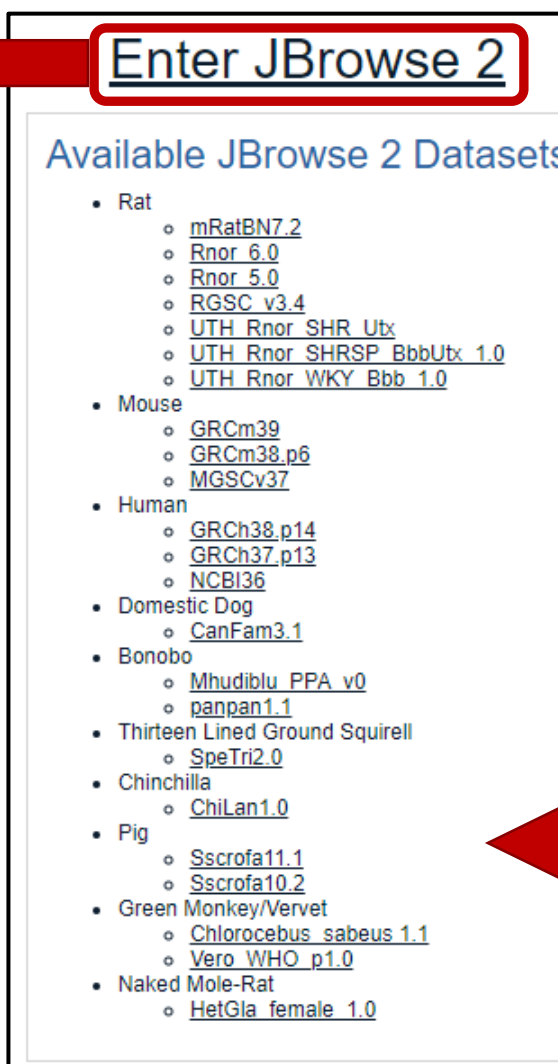 Enter JBrowse 2
Available JBrowse 2 Datasets
Rat
mRatBN7.2
Rnor_6.0
Rnor_5.0
RGSC_v3.4
UTH_Rnor_SHR_Utx
UTH_Rnor_SHRSP_BbbUtx_1.0
UTH_Rnor_WKY_Bbb_1.0
Mouse
GRCm39
GRCm38.p6
MGSCv37
Human
GRCh38.p14
GRCh37.p13
NCBI36
Domestic Dog
CanFam3.1
Bonobo
Mhudiblu_PPA_v0
panpan1.1
Thirteen Lined Ground Squirell
SpeTri2.0
Chinchilla
ChiLan1.0
Pig
Sscrofa11.1
Sscrofa10.2
Green Monkey/Vervet
Chlorocebus_sabeus 1.1
Vero_WHO_p1.0
Naked Mole-Rat
HetGla_female_1.0